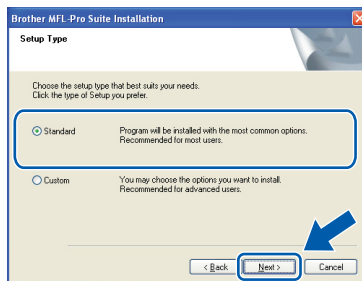 Brother MFL-Pro Suite Installation
Setup Type
Choose the setup type that best suits your needs.
Click the type of Setup you prefer.
Standard Program will be installed with the most common options.
Recommended for most users.
Custom You may choose the options you want to install.
Recommended for advanced users.
< Back Next > Cancel